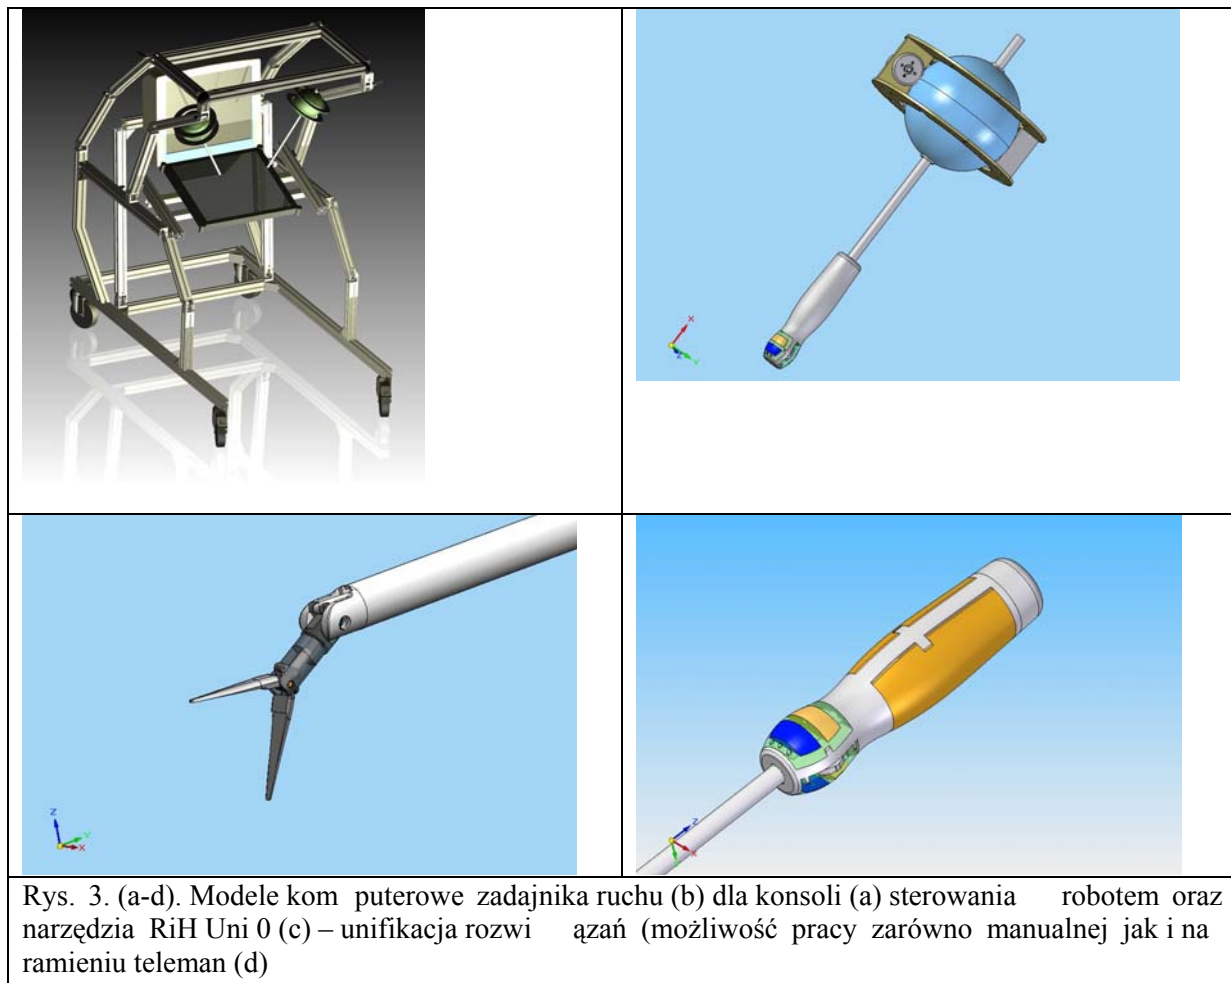 Rys. 3. (a-d). Modele kom puterowe zadajnika ruchu (b) dla konsoli (a) sterowania robotem oraz
narzędzia RiH Uni 0 (c) – unifikacja rozwi ązań (możliwość pracy zarówno manualnej jak i na
ramieniu teleman (d)